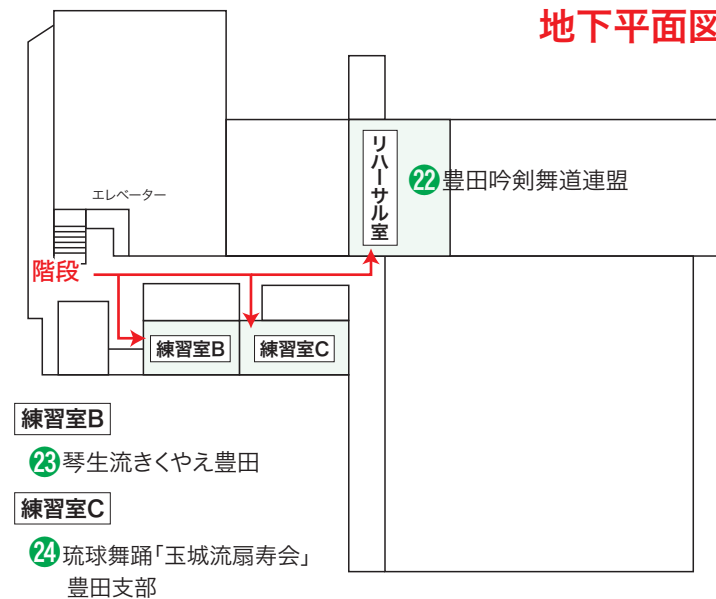 地下平面図
リハーサル室
22 豊田吟剣舞道連盟
エレベーター
階段
練習室B
練習室C
練習室B
23 琴生流きくやえ豊田
練習室C
24 琉球舞踊「玉城流扇寿会」
豊田支部